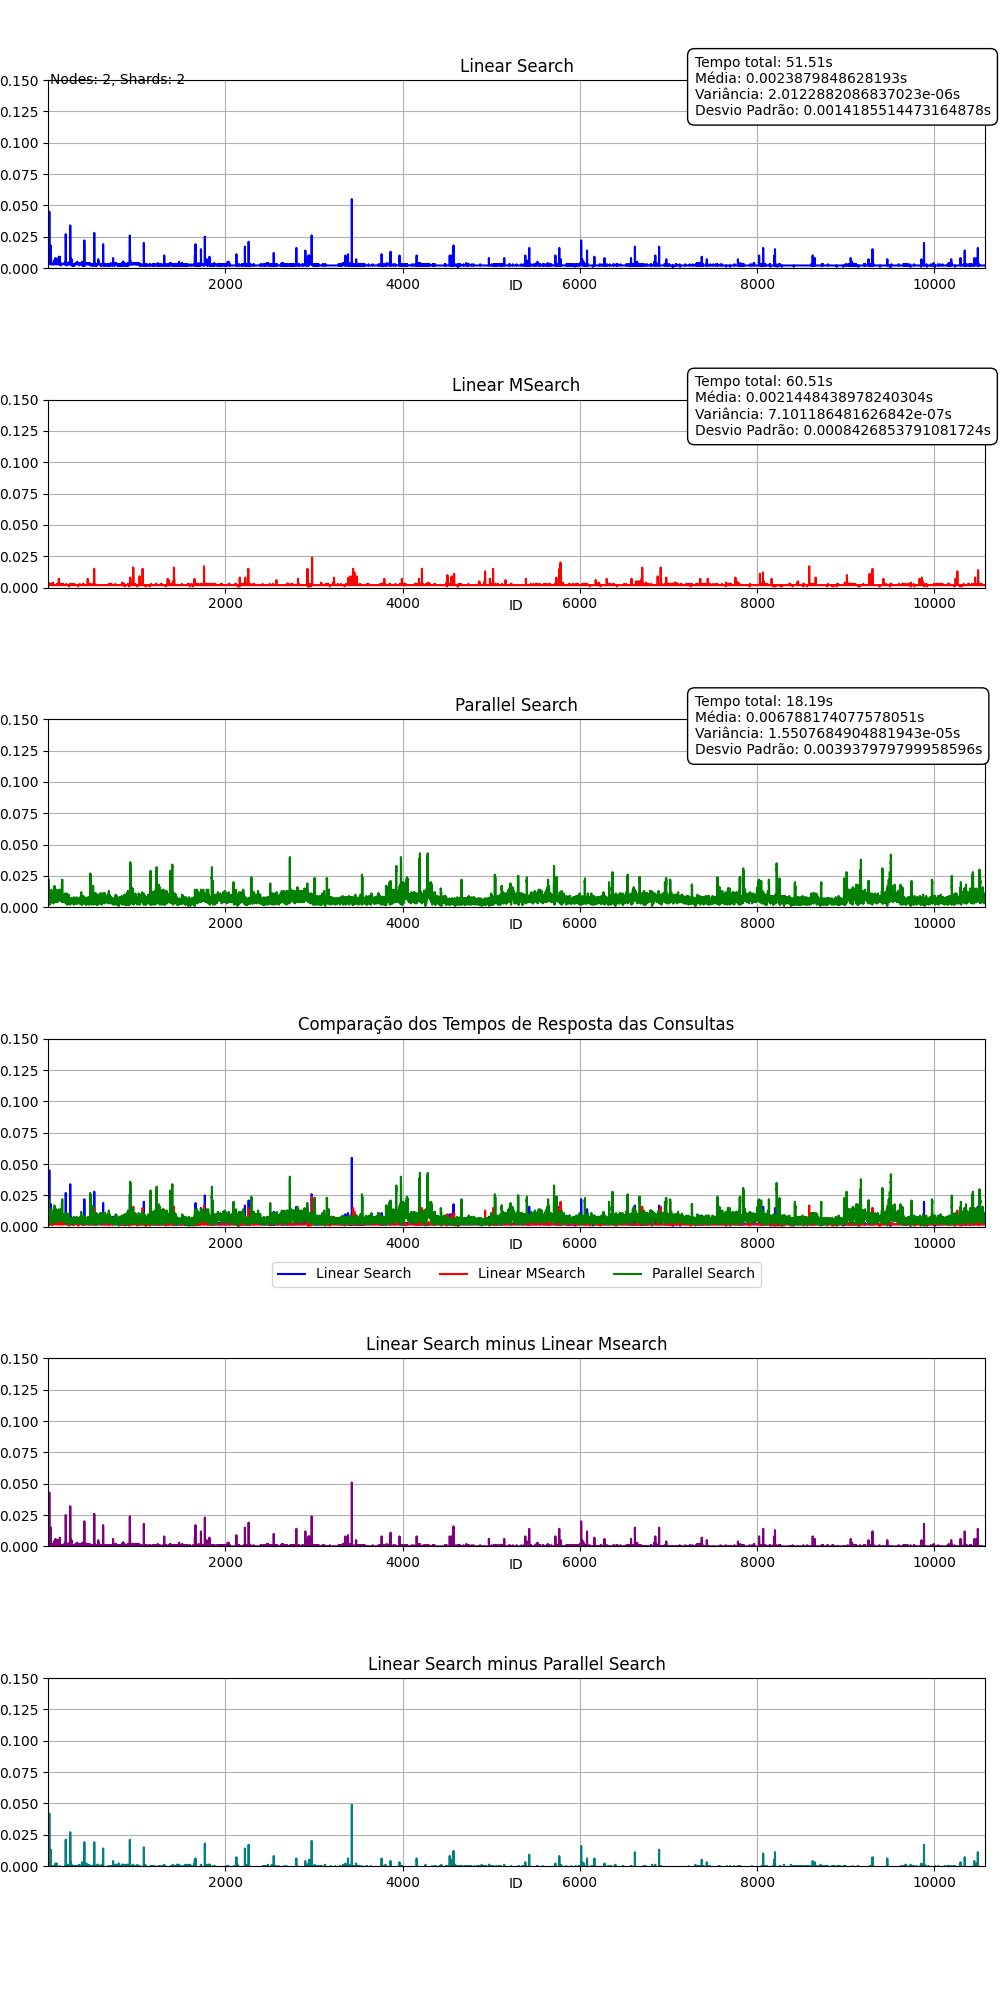 Linear Search
Nodes: 2, Shards: 2
Tempo total: 51.51s
Média: 0.0023879848628193s
Variância: 2.0122882086837023e-06s
Desvio Padrão: 0.0014185514473164878s
0.150
0.125
0.100
0.075
0.050
0.025
0.000
2000 4000 6000 8000 10000
ID
Linear MSearch
Tempo total: 60.51s
Média: 0.0021448438978240304s
Variância: 7.101186481626842e-07s
Desvio Padrão: 0.0008426853791081724s
0.150
0.125
0.100
0.075
0.050
0.025
0.000
2000 4000 6000 8000 10000
ID
Parallel Search
Tempo total: 18.19s
Média: 0.006788174077578051s
Variância: 1.5507684904881943e-05s
Desvio Padrão: 0.003937979799958596s
0.150
0.125
0.100
0.075
0.050
0.025
0.000
2000 4000 6000 8000 10000
ID
Comparação dos Tempos de Resposta das Consultas
0.150
0.125
0.100
0.075
0.050
0.025
0.000
2000 4000 6000 8000 10000
ID
Linear Search Linear MSearch Parallel Search
Linear Search minus Linear Msearch
0.150
0.125
0.100
0.075
0.050
0.025
0.000
2000 4000 6000 8000 10000
ID
Linear Search minus Parallel Search
0.150
0.125
0.100
0.075
0.050
0.025
0.000
2000 4000 6000 8000 10000
ID